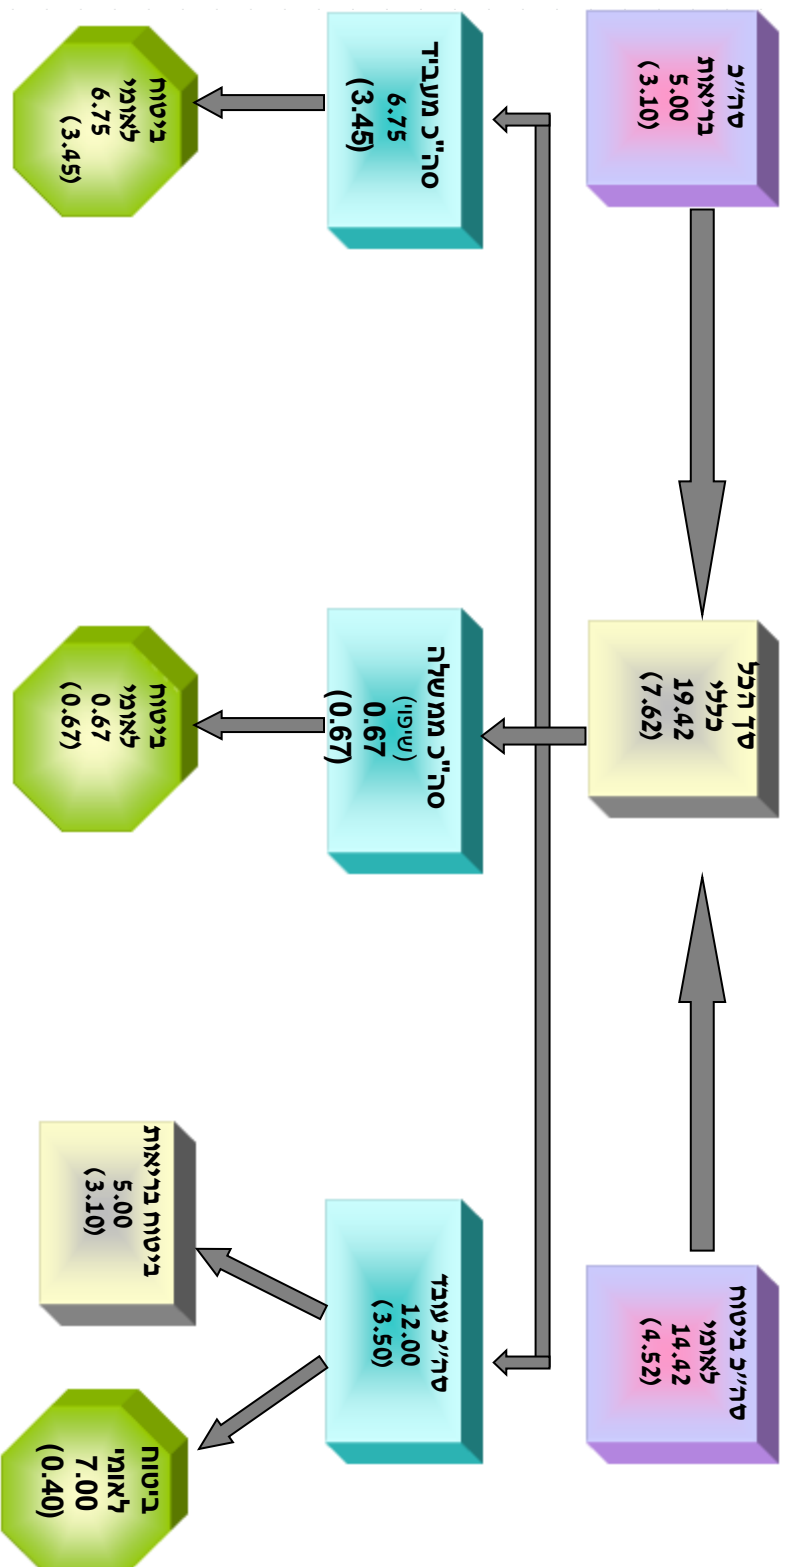 סה״כ ביטוח
לאומי
14.42
(4.52)
סך הכל
כללי
19.42
(7.62)
סה״כ
בריאות
5.00
(3.10)
סה״כ עובד
12.00
(3.50)
סה"כ ממשלה
(שיפוי)
0.67
(0.67)
סה"כ מעביד
6.75
(3.45)
ביטוח
לאומי
7.00
(0.40)
ביטוח בריאות
5.00
(3.10)
ביטוח
לאומי
0.67
(0.67)
ביטוח
לאומי
6.75
(3.45)